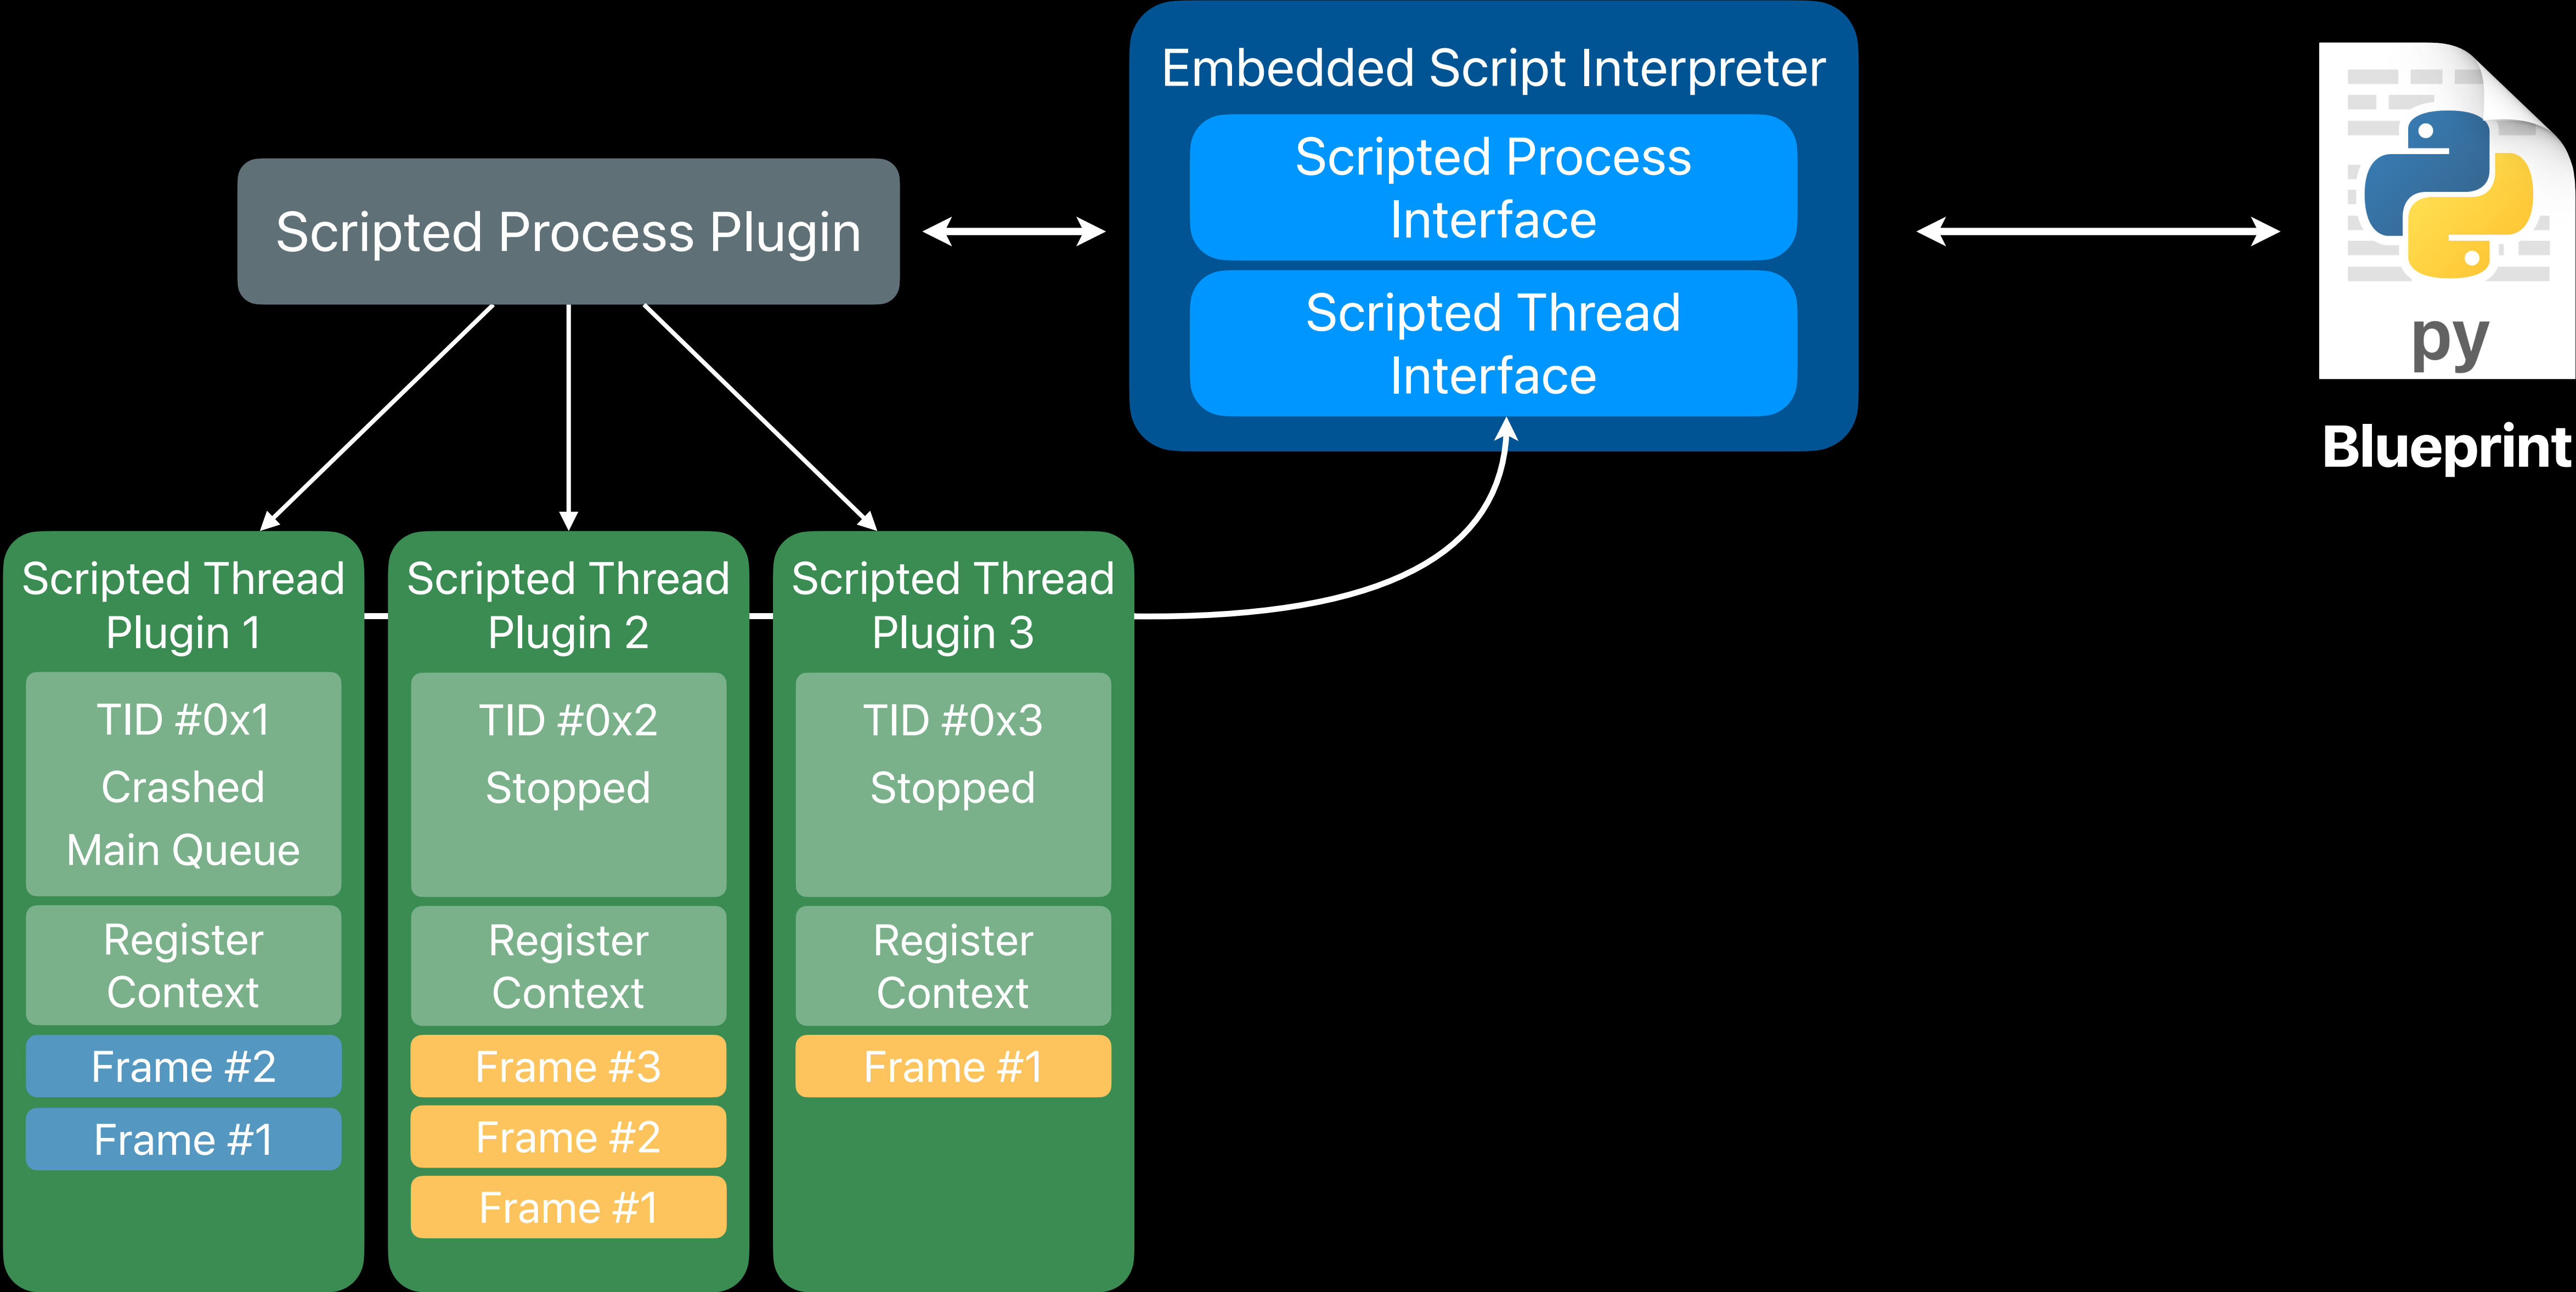 Embedded Script Interpreter
Scripted Process
Interface
Scripted Thread
Interface
Scripted Process Plugin
py
Blueprint
Scripted Thread
Plugin 1
TID #0x1
Crashed
Main Queue
Register
Context
Frame #2
Frame #1
Scripted Thread
Plugin 2
TID #0x2
Stopped
Register
Context
Frame #3
Frame #2
Frame #1
Scripted Thread
Plugin 3
TID #0x3
Stopped
Register
Context
Frame #1